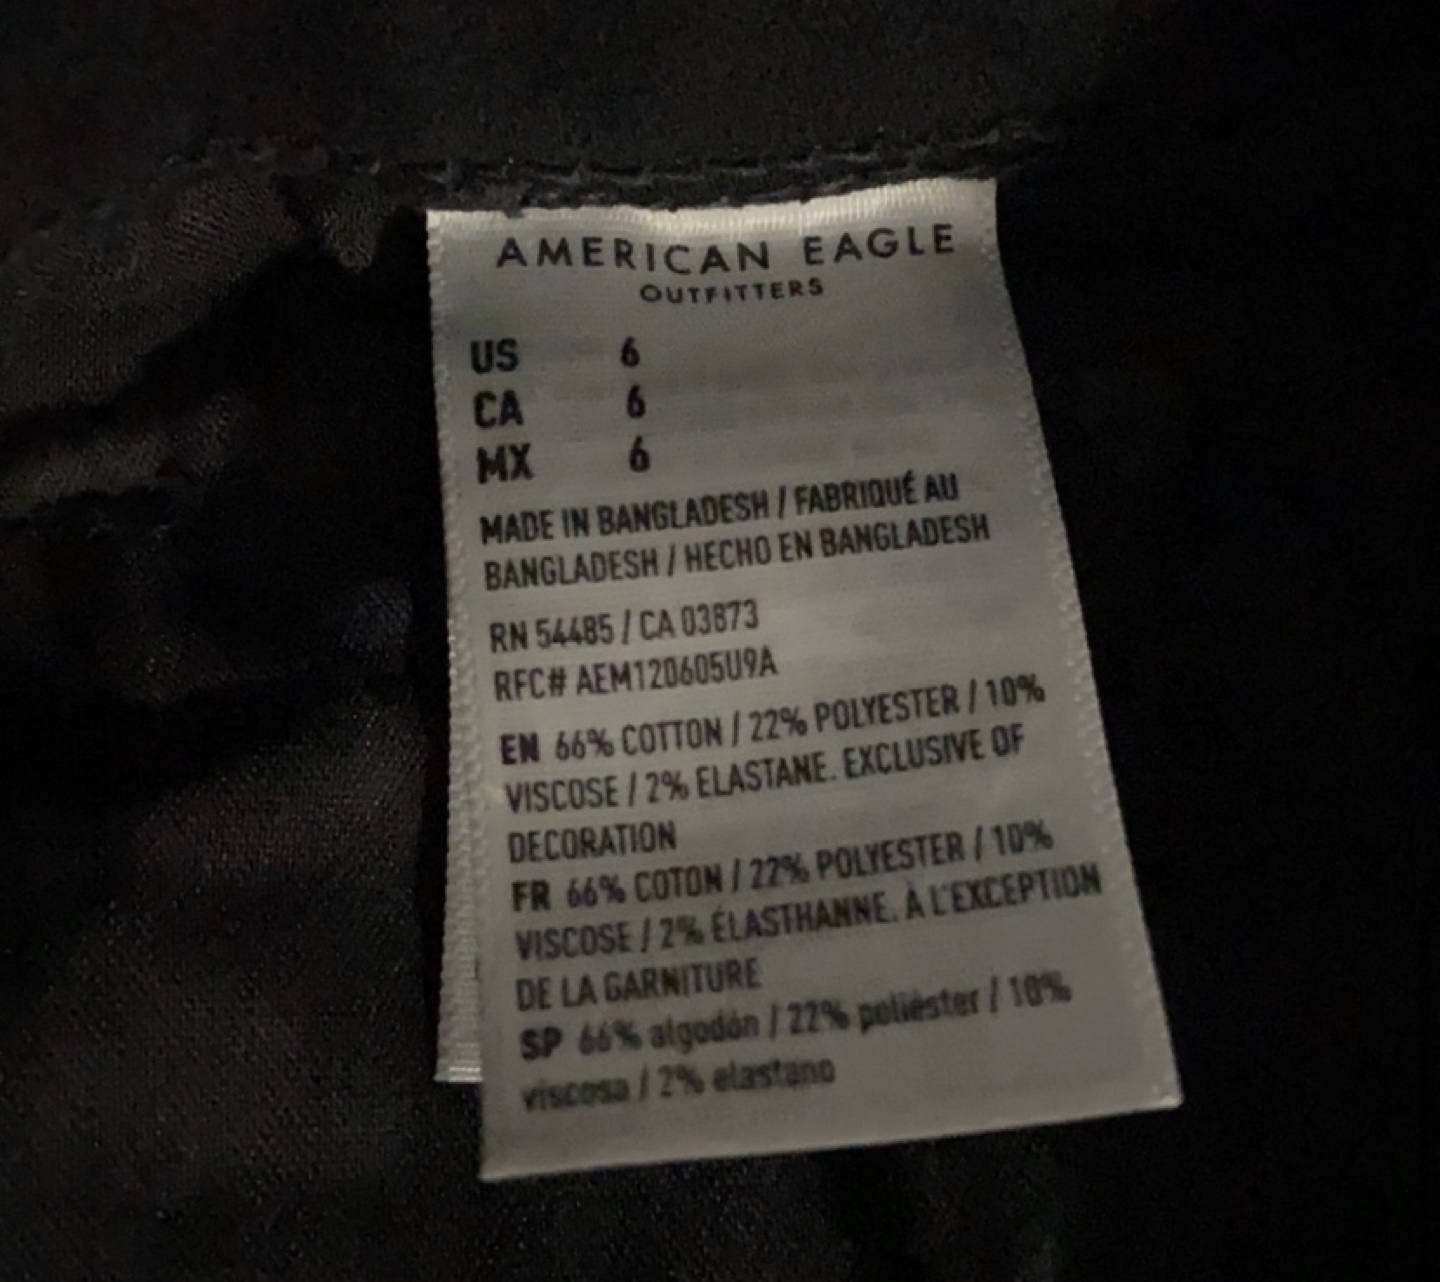 AMERICAN EAGLE
OUTFITTERS
US 6
CA 6
MX 6
MADE IN BANGLADESH / FABRIQUÉ AU
BANGLADESH / HECHO EN BANGLADESH
RN 54485 / CA 03873
RFC# AEM120605U9A
EN 66% COTTON / 22% POLYESTER / 10%
VISCOSE / 2% ELASTANE. EXCLUSIVE OF
DECORATION
FR 66% COTON / 22% POLYESTER / 10%
VISCOSE / 2% ÉLASTHANNE. À L'EXCEPTION
DE LA GARNITURE
SP 66% algodón / 22% poliéster / 10%
viscosa / 2% elastano